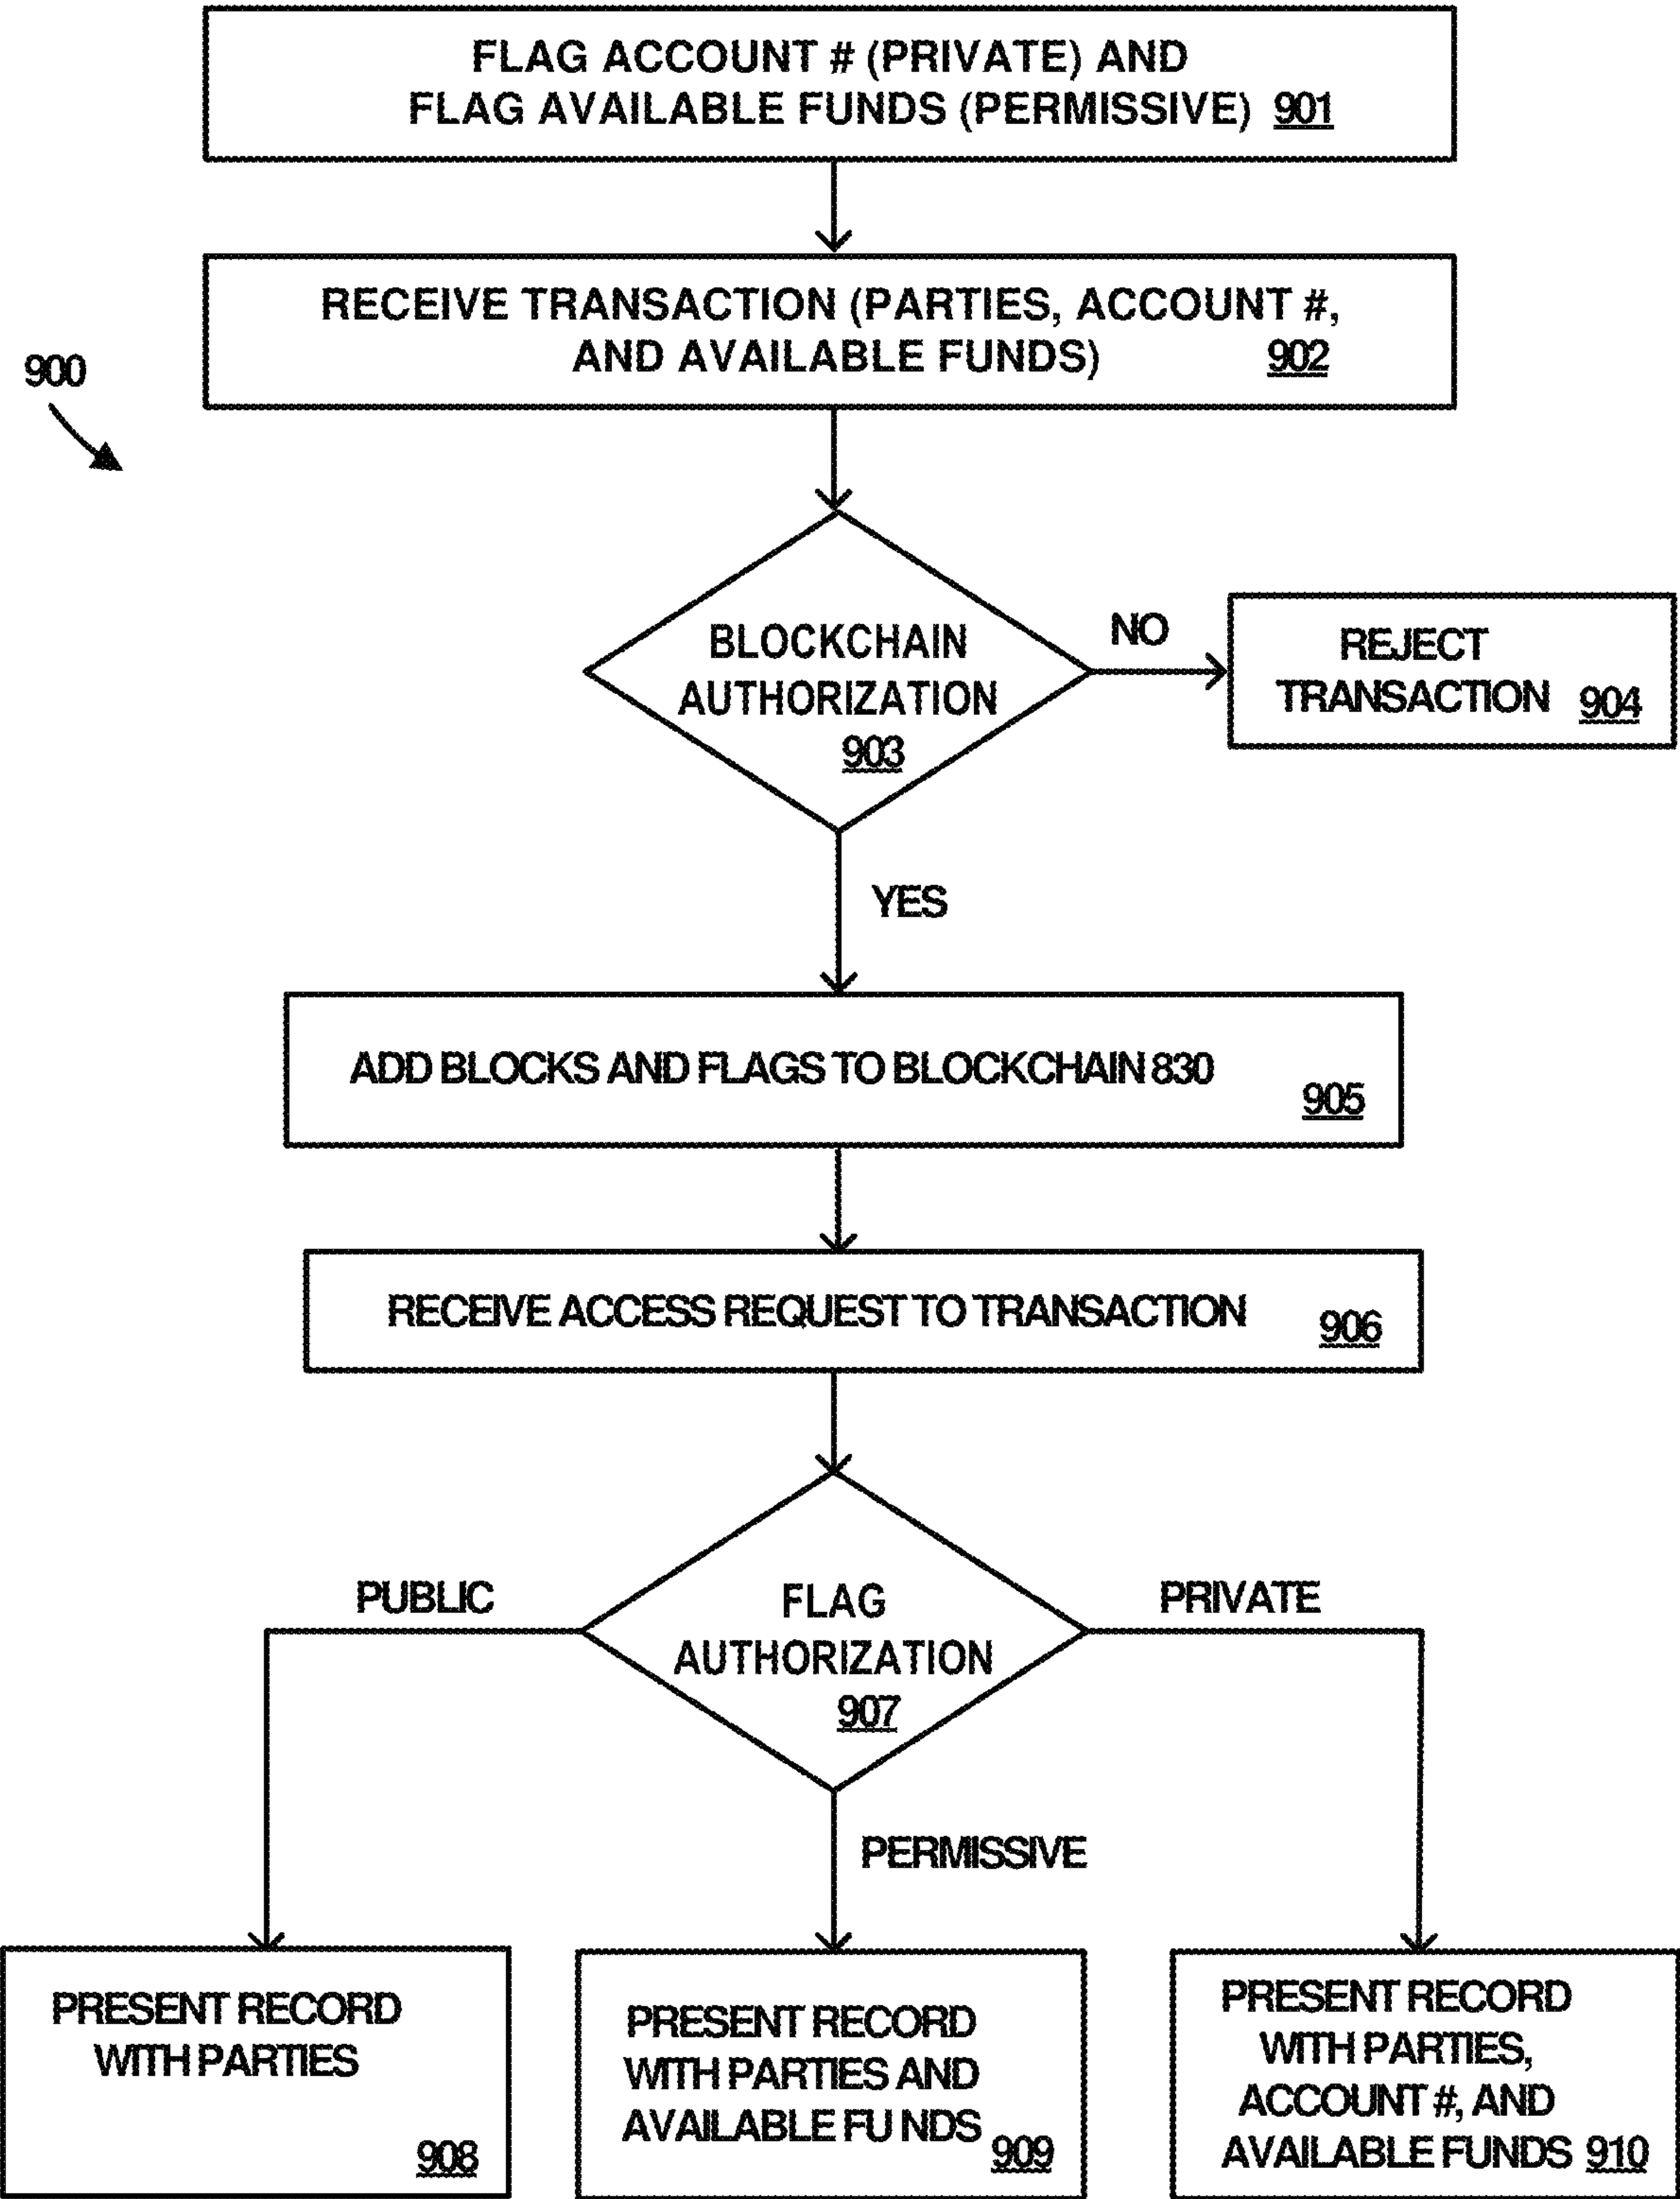 FLAG ACCOUNT # (PRIVATE) AND
FLAG AVAILABLE FUNDS (PERMISSIVE) 901
RECEIVE TRANSACTION (PARTIES, ACCOUNT #,
AND AVAILABLE FUNDS) 902
900
BLOCKCHAIN
AUTHORIZATION
903
NO
REJECT
TRANSACTION 904
YES
ADD BLOCKS AND FLAGS TO BLOCKCHAIN 830
905
RECEIVE ACCESS REQUEST TO TRANSACTION
906
FLAG
AUTHORIZATION
907
PUBLIC
PRIVATE
PERMISSIVE
PRESENT RECORD
WITH PARTIES
908
PRESENT RECORD
WITH PARTIES AND
AVAILABLE FU NDS 909
PRESENT RECORD
WITH PARTIES,
ACCOUNT #, AND
AVAILABLE FUNDS 910